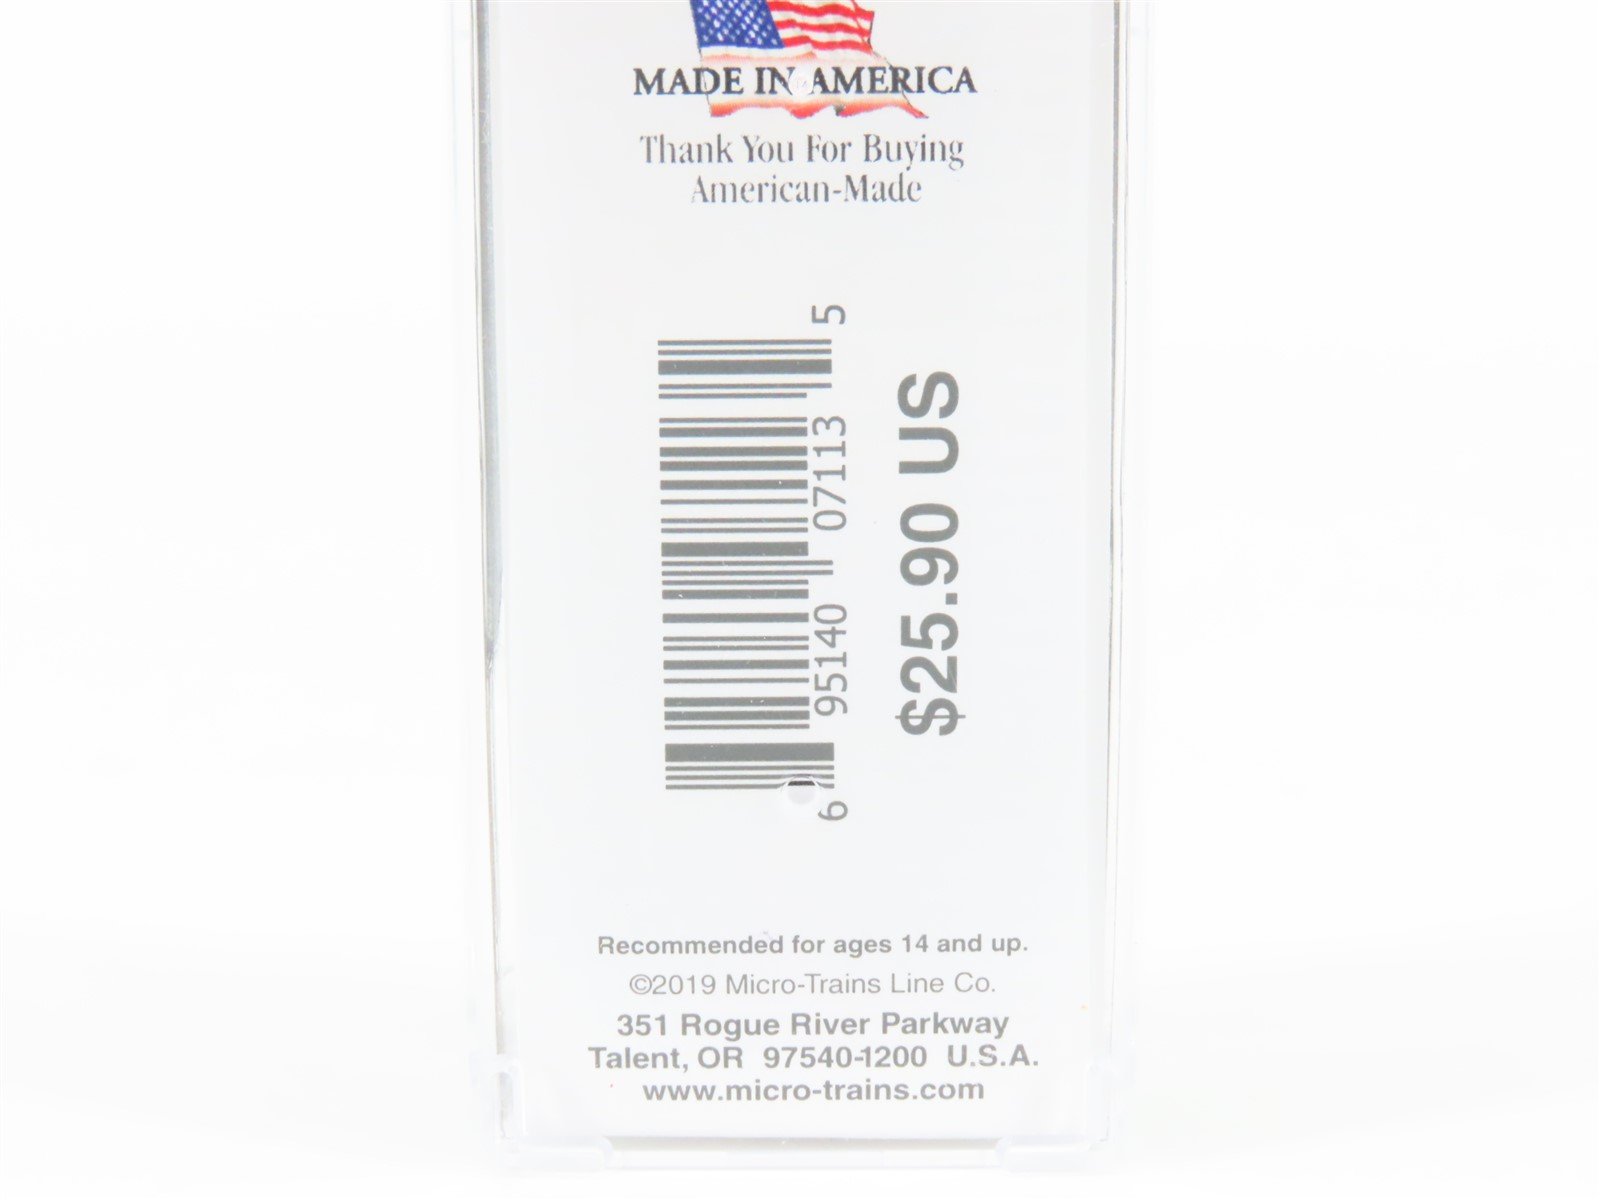 MADE IN AMERICA
Thank You For Buying
American-Made
6 95140 07113 5
$25.90 US
Recommended for ages 14 and up.
©2019 Micro-Trains Line Co.
351 Rogue River Parkway
Talent, OR 97540-1200 U.S.A.
www.micro-trains.com